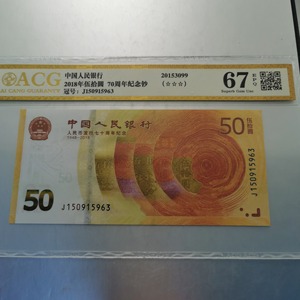 ACG
中国人民银行
2018年伍拾圆 70周年纪念钞
冠号: J150915963
20153099
(☆☆☆)
67 EPQ
Superb Gem Unc
中国人民银行
人民币发行七十周年纪念
1948-2018
50
伍拾圆
50
J150915963
J150915963